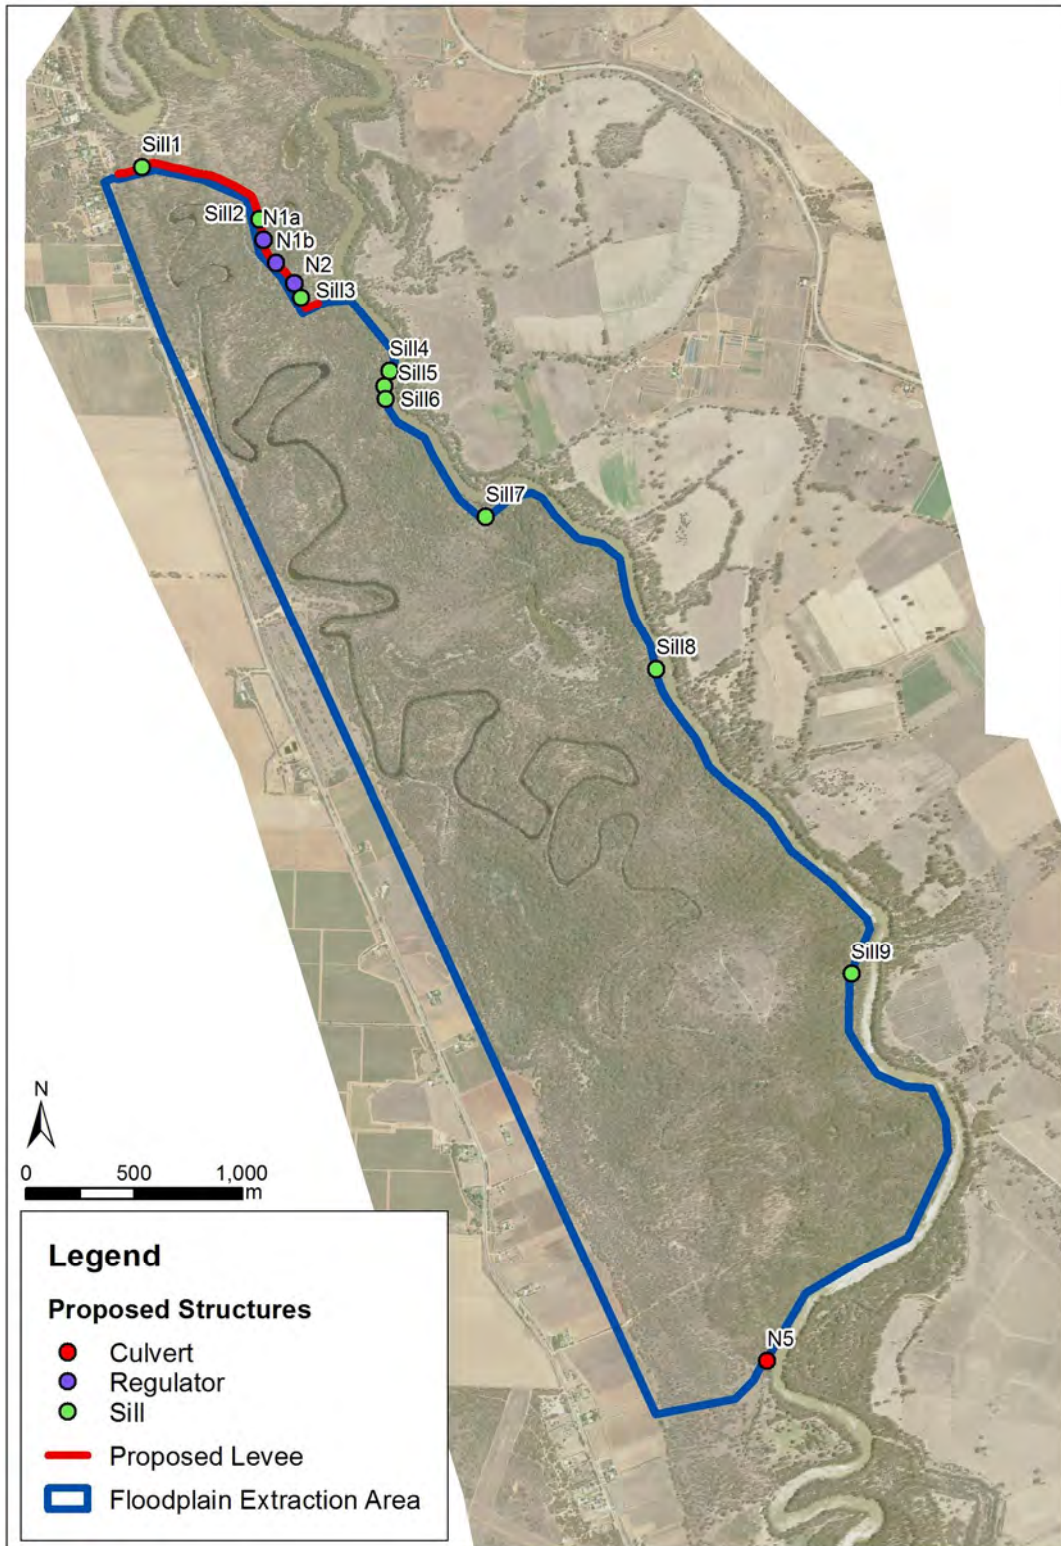 Sill1
Sill2
N1a
N1b
N2
Sill3
Sill4
Sill5
Sill6
Sill7
Sill8
Sill9
N5
N
0 500 1,000
m
Legend
Proposed Structures
Culvert
Regulator
Sill
Proposed Levee
Floodplain Extraction Area